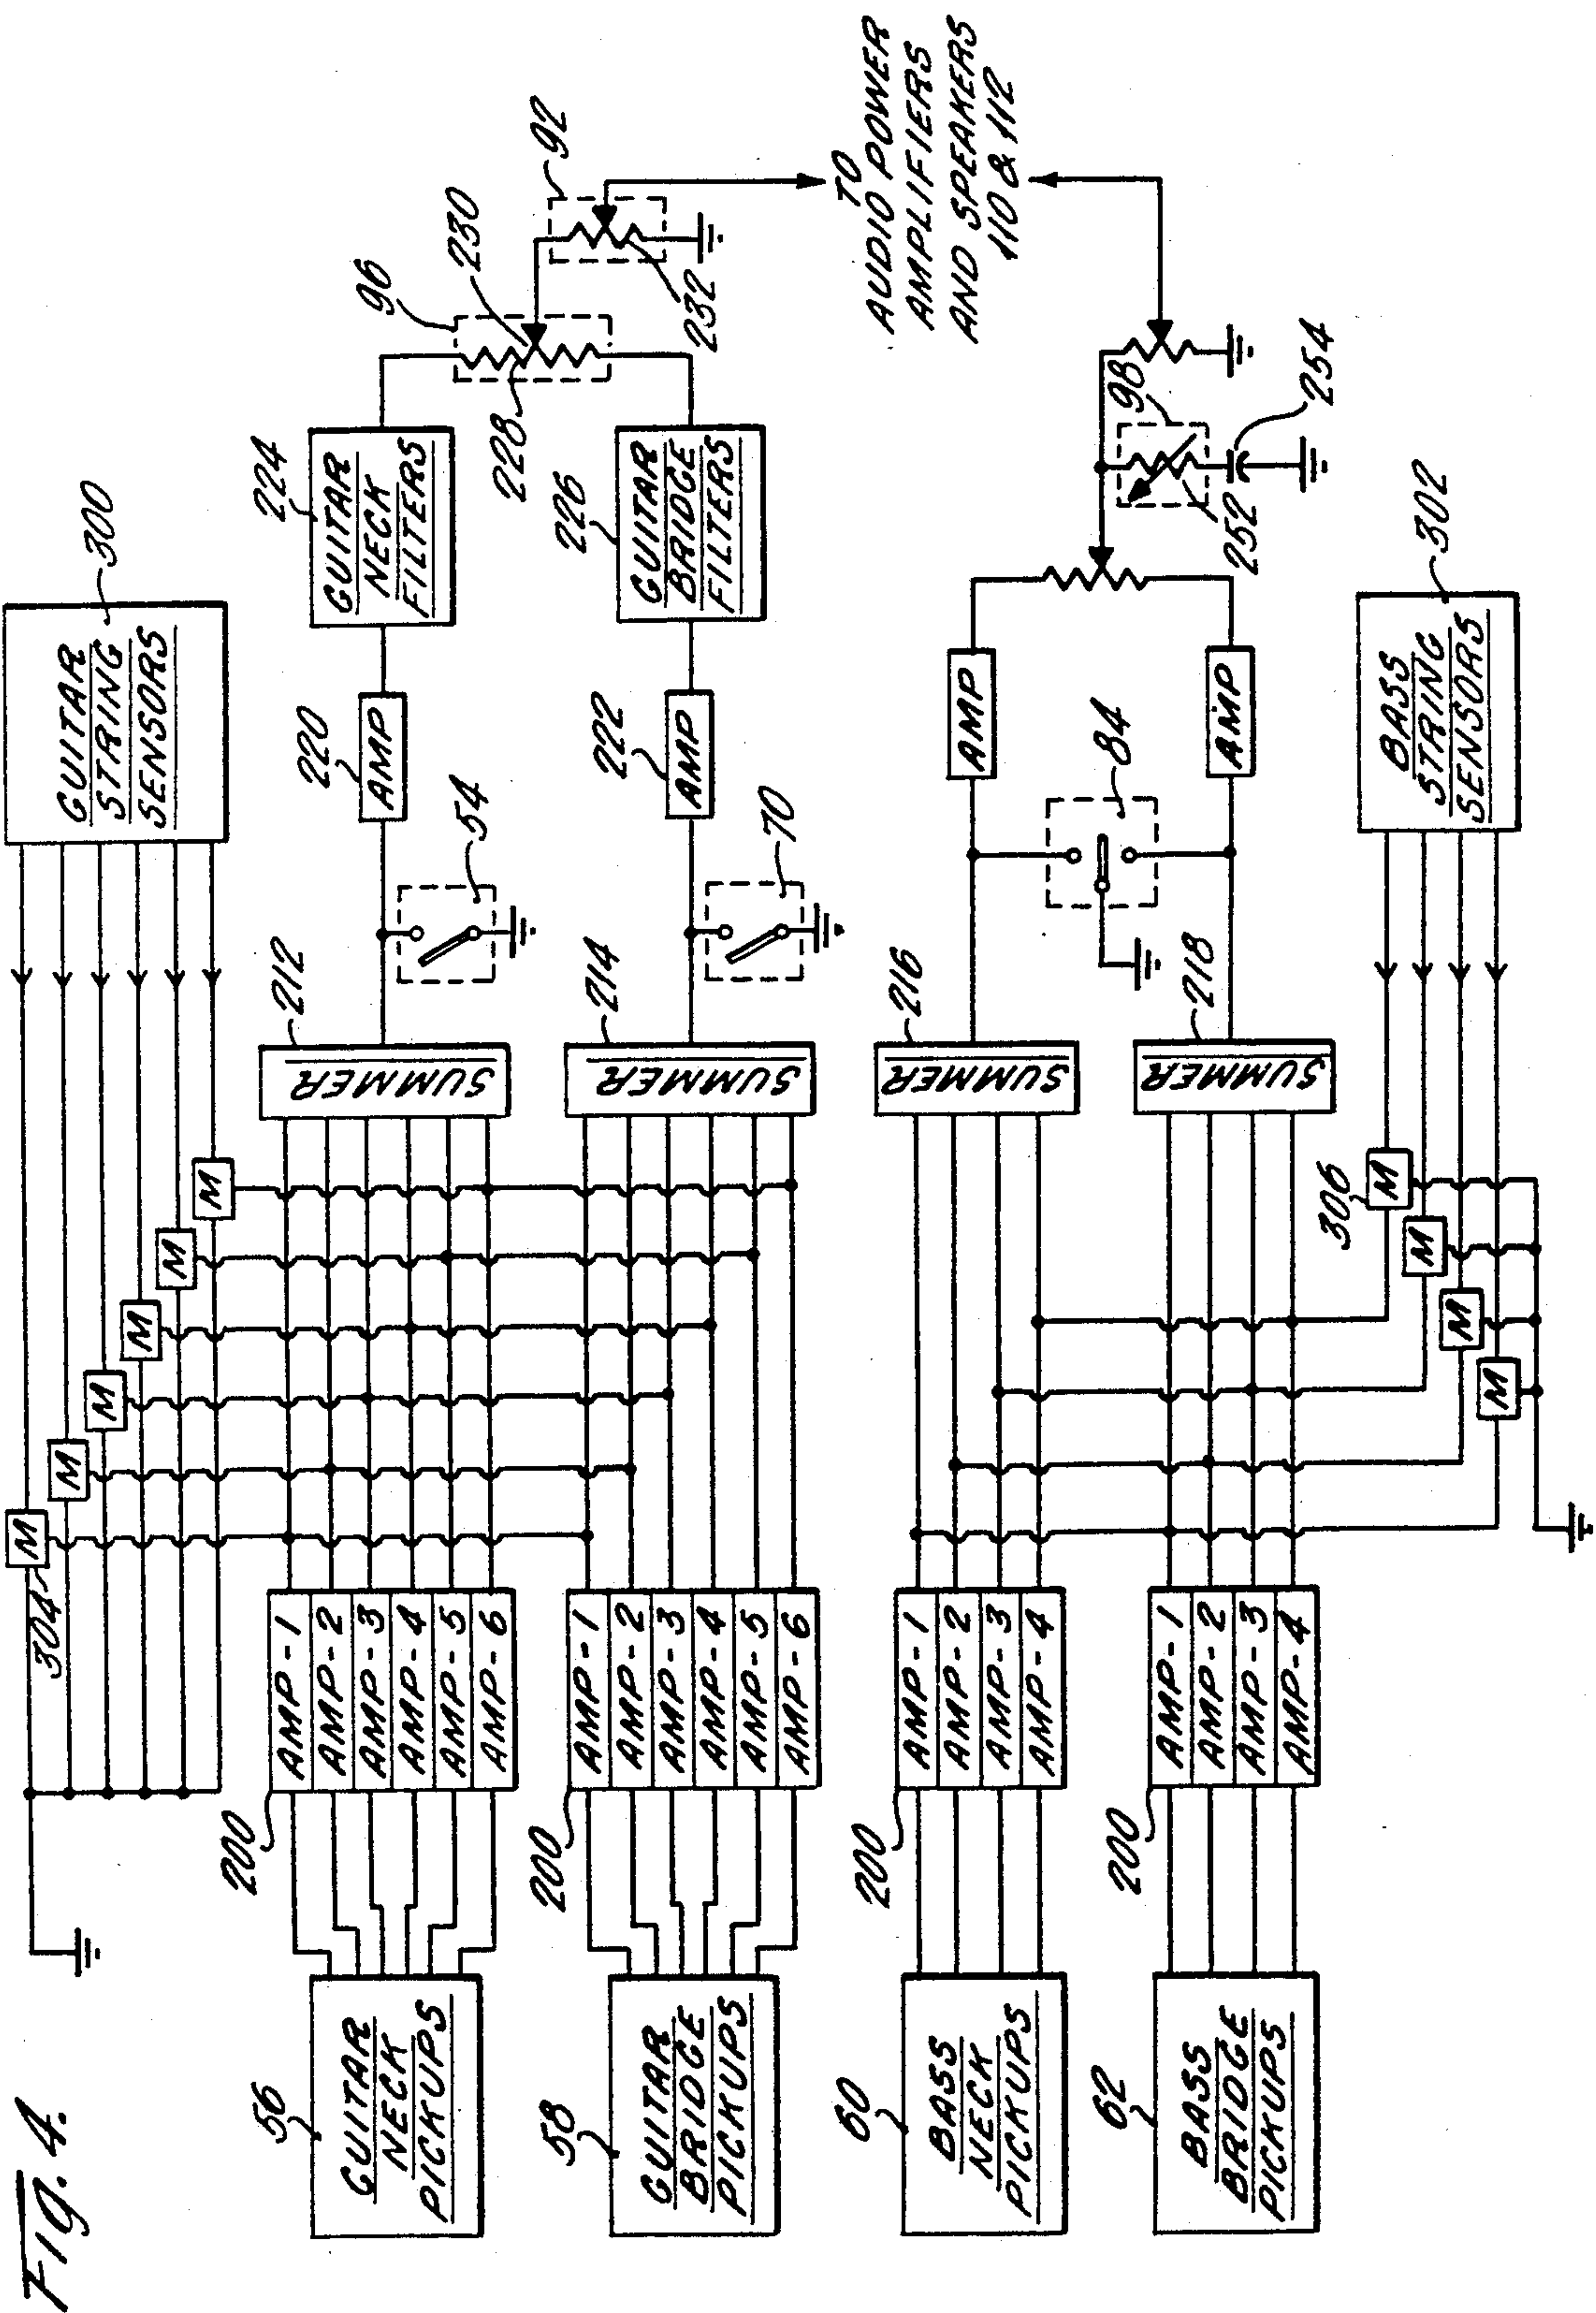 FIG. 4.
GUITAR
STRING
SENSORS
300
304
M
M
M
M
M
M
56
GUITAR
NECK
PICKUPS
200
AMP-1
AMP-2
AMP-3
AMP-4
AMP-5
AMP-6
212
SUMMER
54
220
AMP
224
GUITAR
NECK
FILTERS
96
230
228
92
232
58
GUITAR
BRIDGE
PICKUPS
200
AMP-1
AMP-2
AMP-3
AMP-4
AMP-5
AMP-6
214
SUMMER
70
222
AMP
226
GUITAR
BRIDGE
FILTERS
TO
AUDIO POWER
AMPLIFIERS
AND SPEAKERS
110 & 112
60
BASS
NECK
PICKUPS
200
AMP-1
AMP-2
AMP-3
AMP-4
216
SUMMER
AMP
84
98
252
254
62
BASS
BRIDGE
PICKUPS
200
AMP-1
AMP-2
AMP-3
AMP-4
218
SUMMER
AMP
306
M
M
M
M
BASS
STRING
SENSORS
302